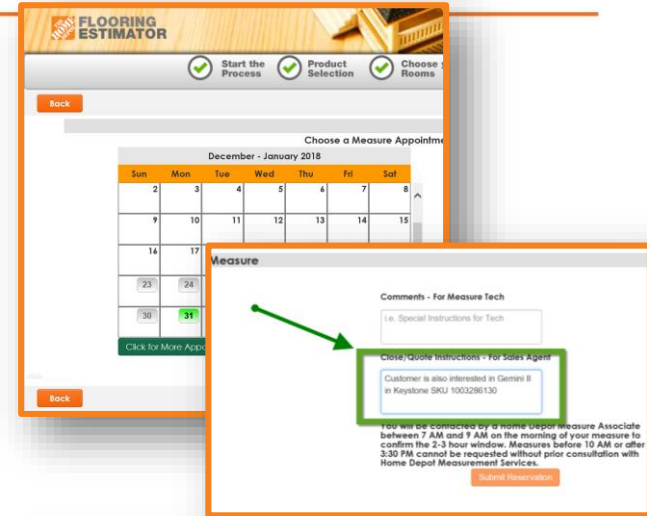 THE HOME DEPOT
FLOORING
ESTIMATOR
Start the
Process
Product
Selection
Choose
Rooms
Back
Choose a Measure Appointme
December - January 2018
Sun Mon Tue Wed Thu Fri Sat
2 3 4 5 6 7 8
9 10 11 12 13 14 15
16 17
23 24
30 31
Click for More Appo
Back
Measure
Comments - For Measure Tech
i.e. Special Instructions for Tech
Close/Quote Instructions - For Sales Agent
Customer is also interested in Gemini II
in Keystone SKU 1003286130
You will be contacted by a Home Depot Measure Associate
between 7 AM and 9 AM on the morning of your measure to
confirm the 2-3 hour window. Measures before 10 AM or after
3:30 PM cannot be requested without prior consultation with
Home Depot Measurement Services.
Submit Reservation